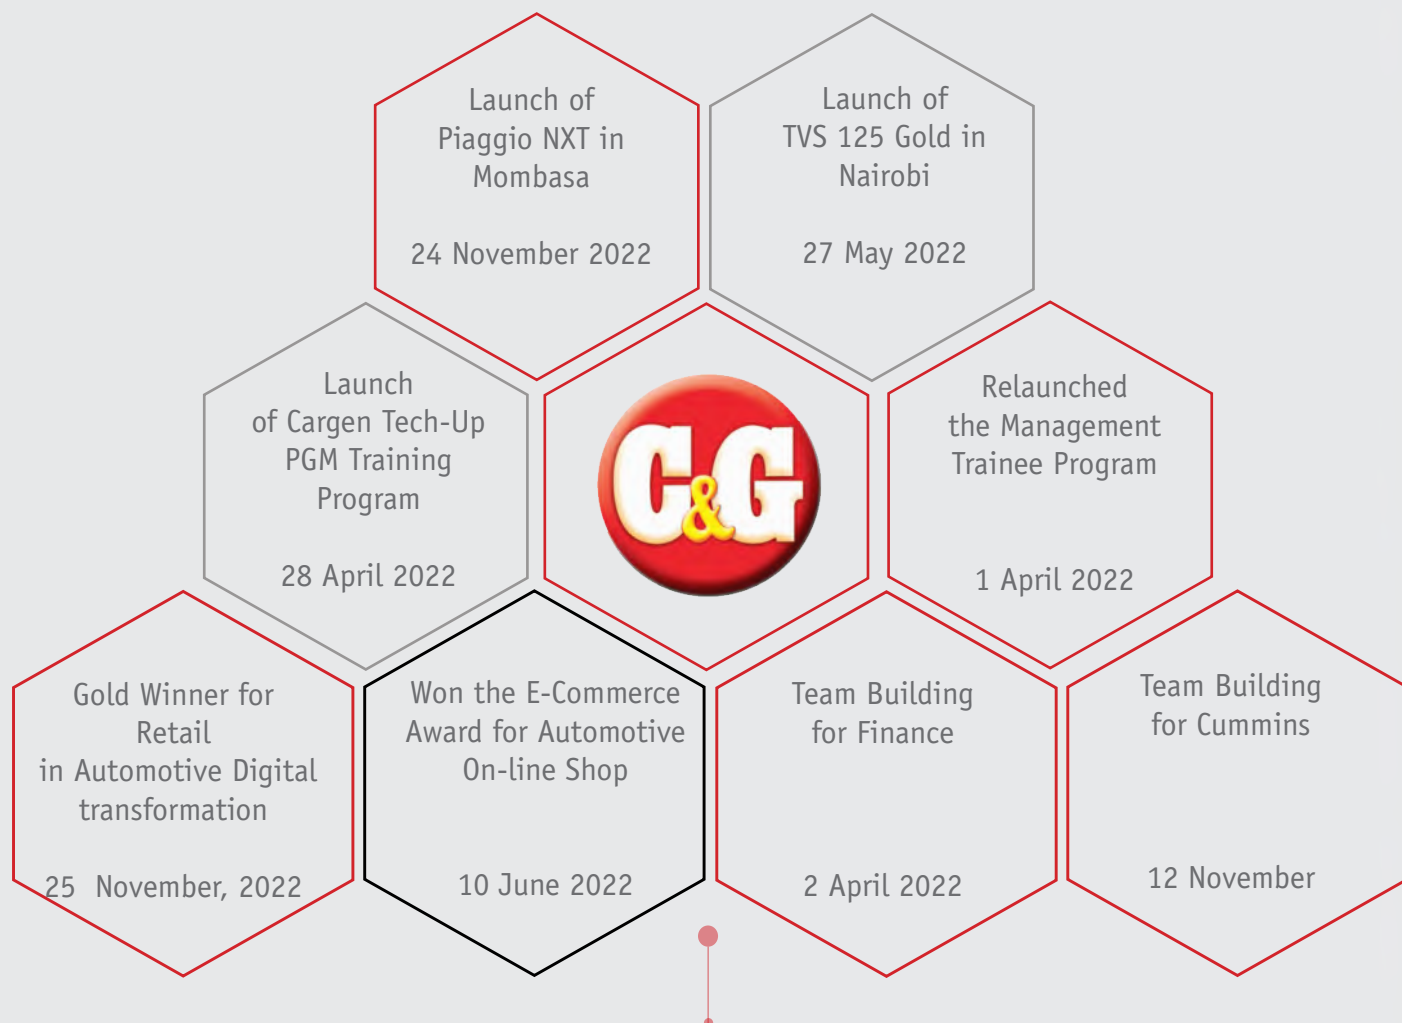 Launch of
Piaggio NXT in
Mombasa
24 November 2022
Launch of
TVS 125 Gold in
Nairobi
27 May 2022
Launch
of Cargen Tech-Up
PGM Training
Program
28 April 2022
C&G
Relaunched
the Management
Trainee Program
1 April 2022
Gold Winner for
Retail
in Automotive Digital
transformation
25 November, 2022
Won the E-Commerce
Award for Automotive
On-line Shop
10 June 2022
Team Building
for Finance
2 April 2022
Team Building
for Cummins
12 November